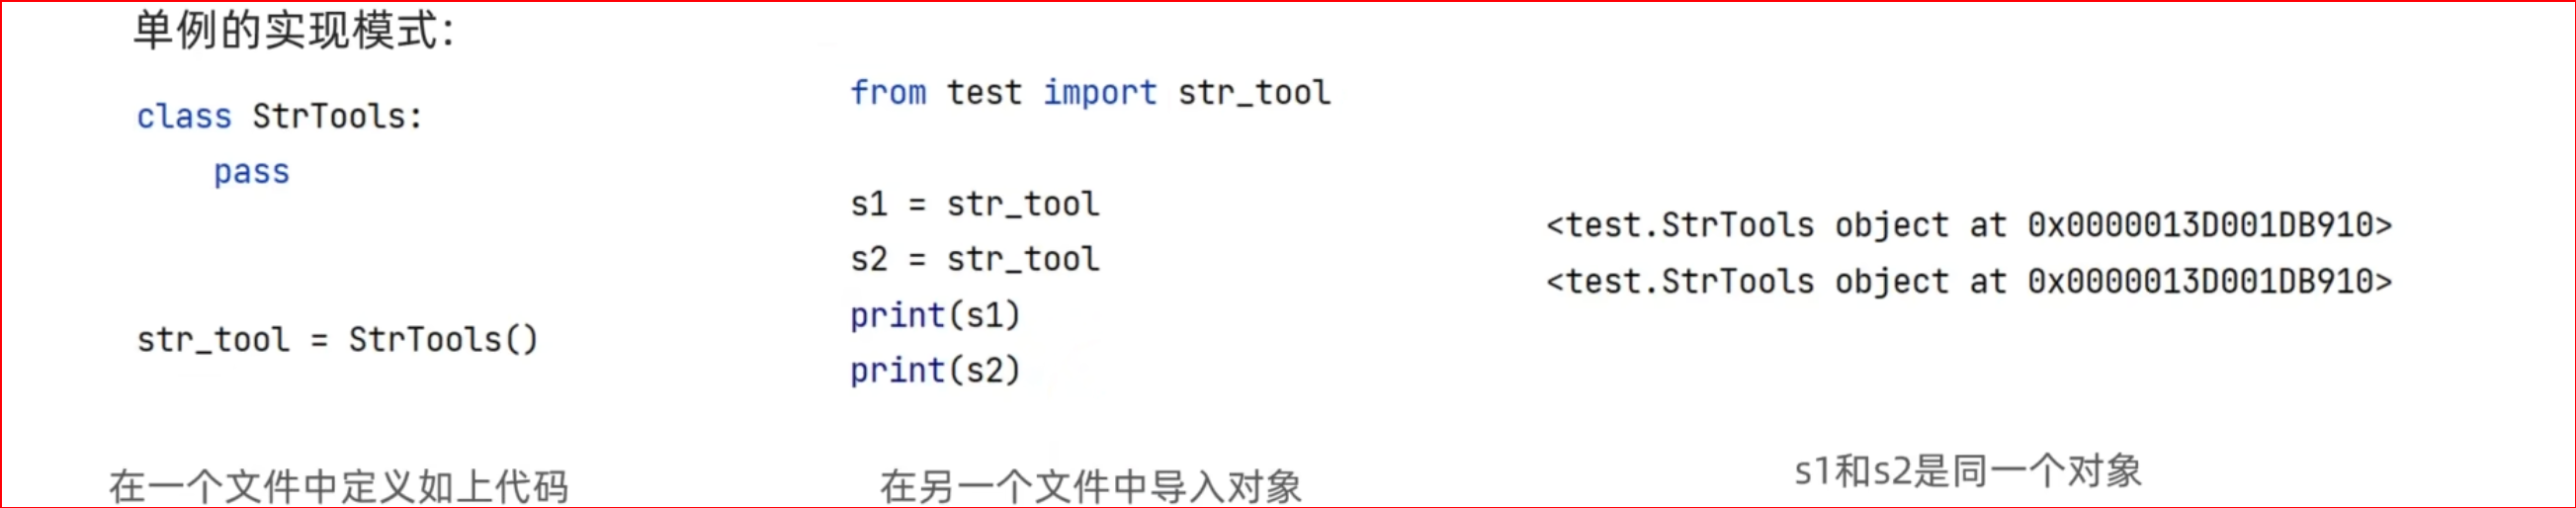 单例的实现模式：
class StrTools:
    pass
str_tool = StrTools()
在一个文件中定义如上代码
from test import str_tool
s1 = str_tool
s2 = str_tool
print(s1)
print(s2)
在另一个文件中导入对象
<test.StrTools object at 0x0000013D001DB910>
<test.StrTools object at 0x0000013D001DB910>
s1和s2是同一个对象